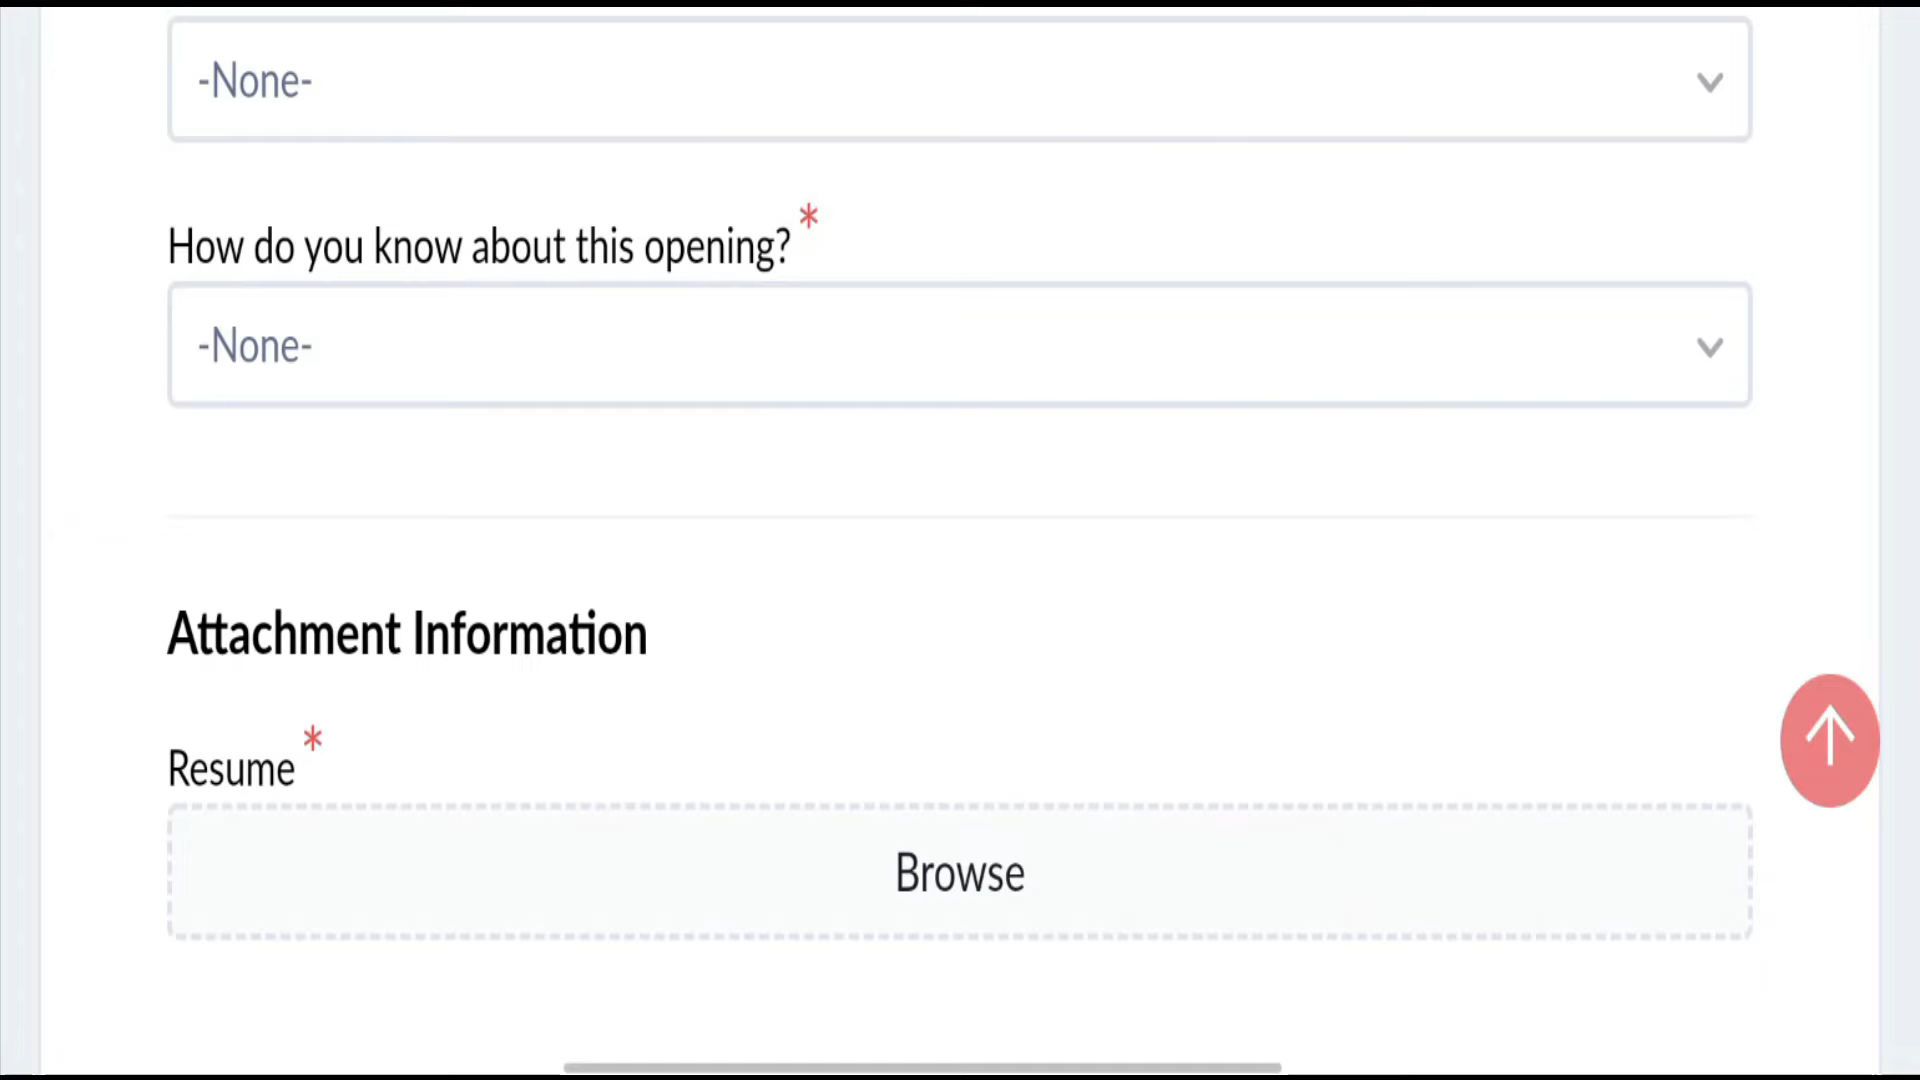 -None-
How do you know about this opening? *
-None-
Attachment Information
Resume *
Browse